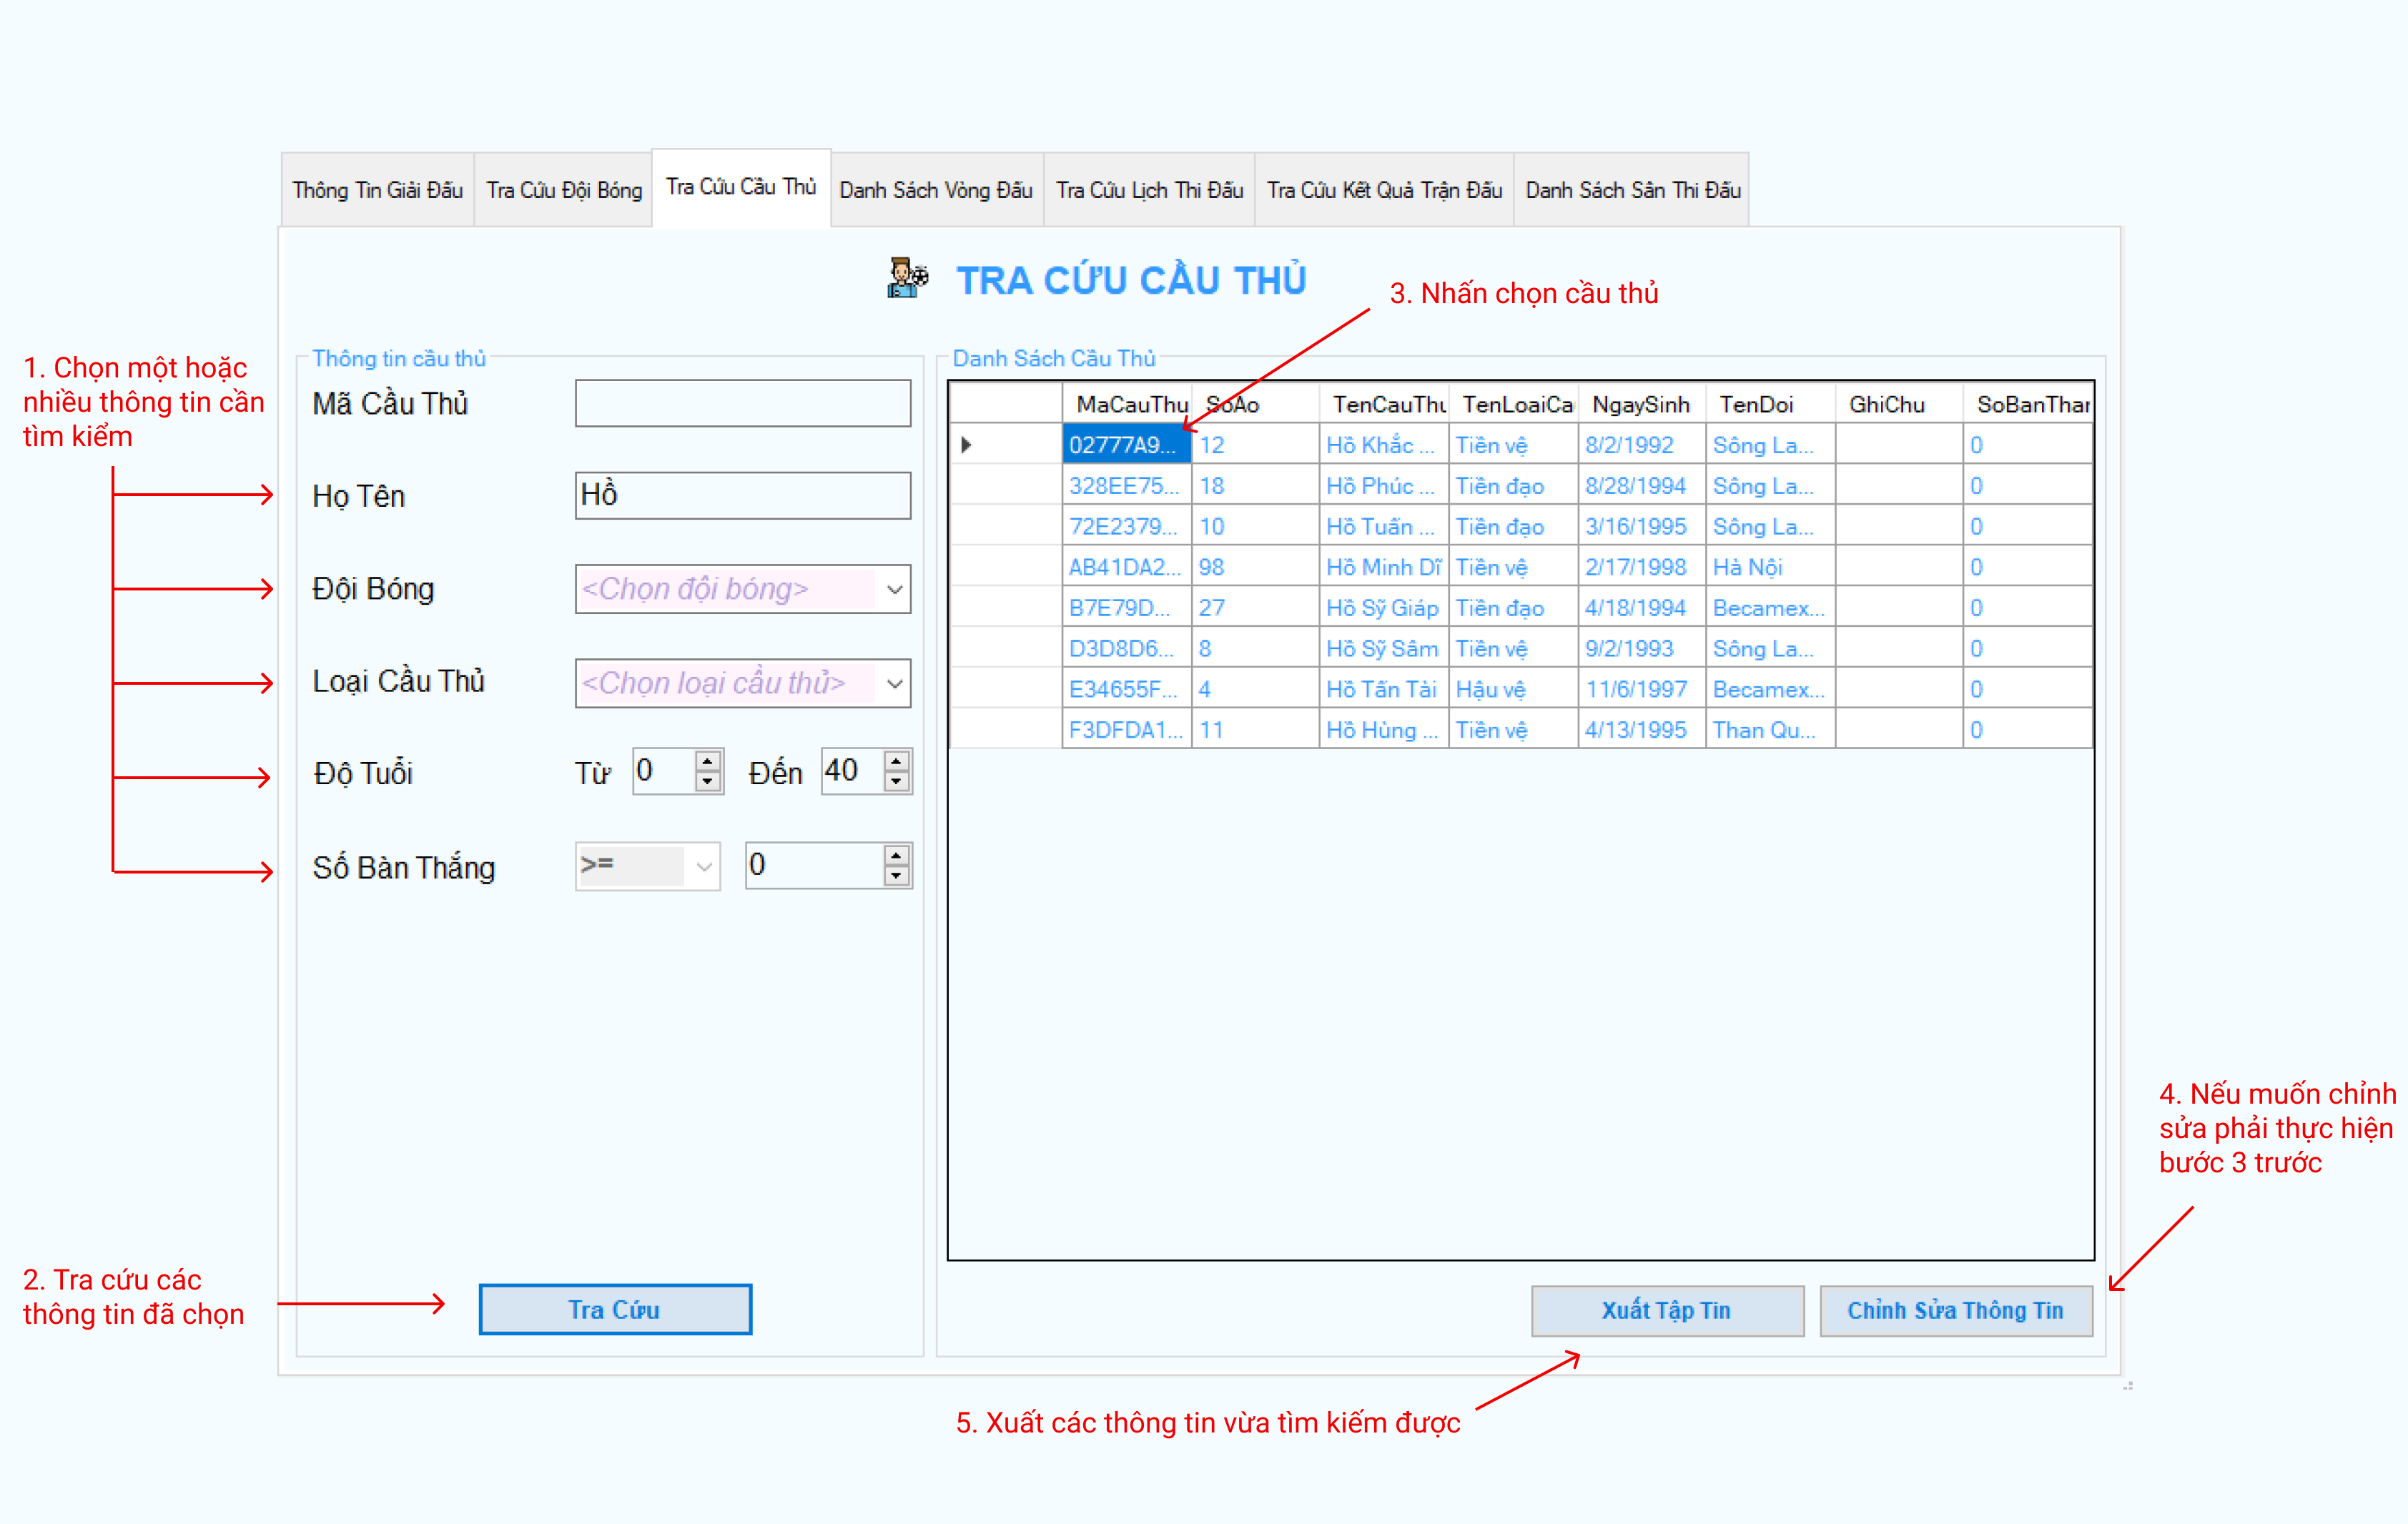 Thông Tin Giải Đấu Tra Cứu Đội Bóng Tra Cứu Cầu Thủ Danh Sách Vòng Đấu Tra Cứu Lịch Thi Đấu Tra Cứu Kết Quả Trận Đấu Danh Sách Sân Thi Đấu
TRA CỨU CẦU THỦ
3. Nhấn chọn cầu thủ
1. Chọn một hoặc
nhiều thông tin cần
tìm kiểm
Thông tin cầu thủ
Mã Cầu Thủ
Họ Tên Hồ
Đội Bóng <Chọn đội bóng>
Loại Cầu Thủ <Chọn loại cầu thủ>
Độ Tuổi Từ 0 Đến 40
Số Bàn Thắng >= 0
2. Tra cứu các
thông tin đã chọn
Tra Cứu
Danh Sách Cầu Thủ
MaCauThu SoAo TenCauThu TenLoaiCa NgaySinh TenDoi GhiChu SoBanThan
02777A9... 12 Hồ Khắc ... Tiền vệ 8/2/1992 Sông La... 0
328EE75... 18 Hồ Phúc ... Tiền đạo 8/28/1994 Sông La... 0
72E2379... 10 Hồ Tuấn ... Tiền đạo 3/16/1995 Sông La... 0
AB41DA2... 98 Hồ Minh Dĩ Tiền vệ 2/17/1998 Hà Nội 0
B7E79D... 27 Hồ Sỹ Giáp Tiền đạo 4/18/1994 Becamex... 0
D3D8D6... 8 Hồ Sỹ Sâm Tiền vệ 9/2/1993 Sông La... 0
E34655F... 4 Hồ Tấn Tài Hậu vệ 11/6/1997 Becamex... 0
F3DFDA1... 11 Hồ Hùng ... Tiền vệ 4/13/1995 Than Qu... 0
4. Nếu muốn chỉnh
sửa phải thực hiện
bước 3 trước
Xuất Tập Tin Chỉnh Sửa Thông Tin
5. Xuất các thông tin vừa tìm kiếm được